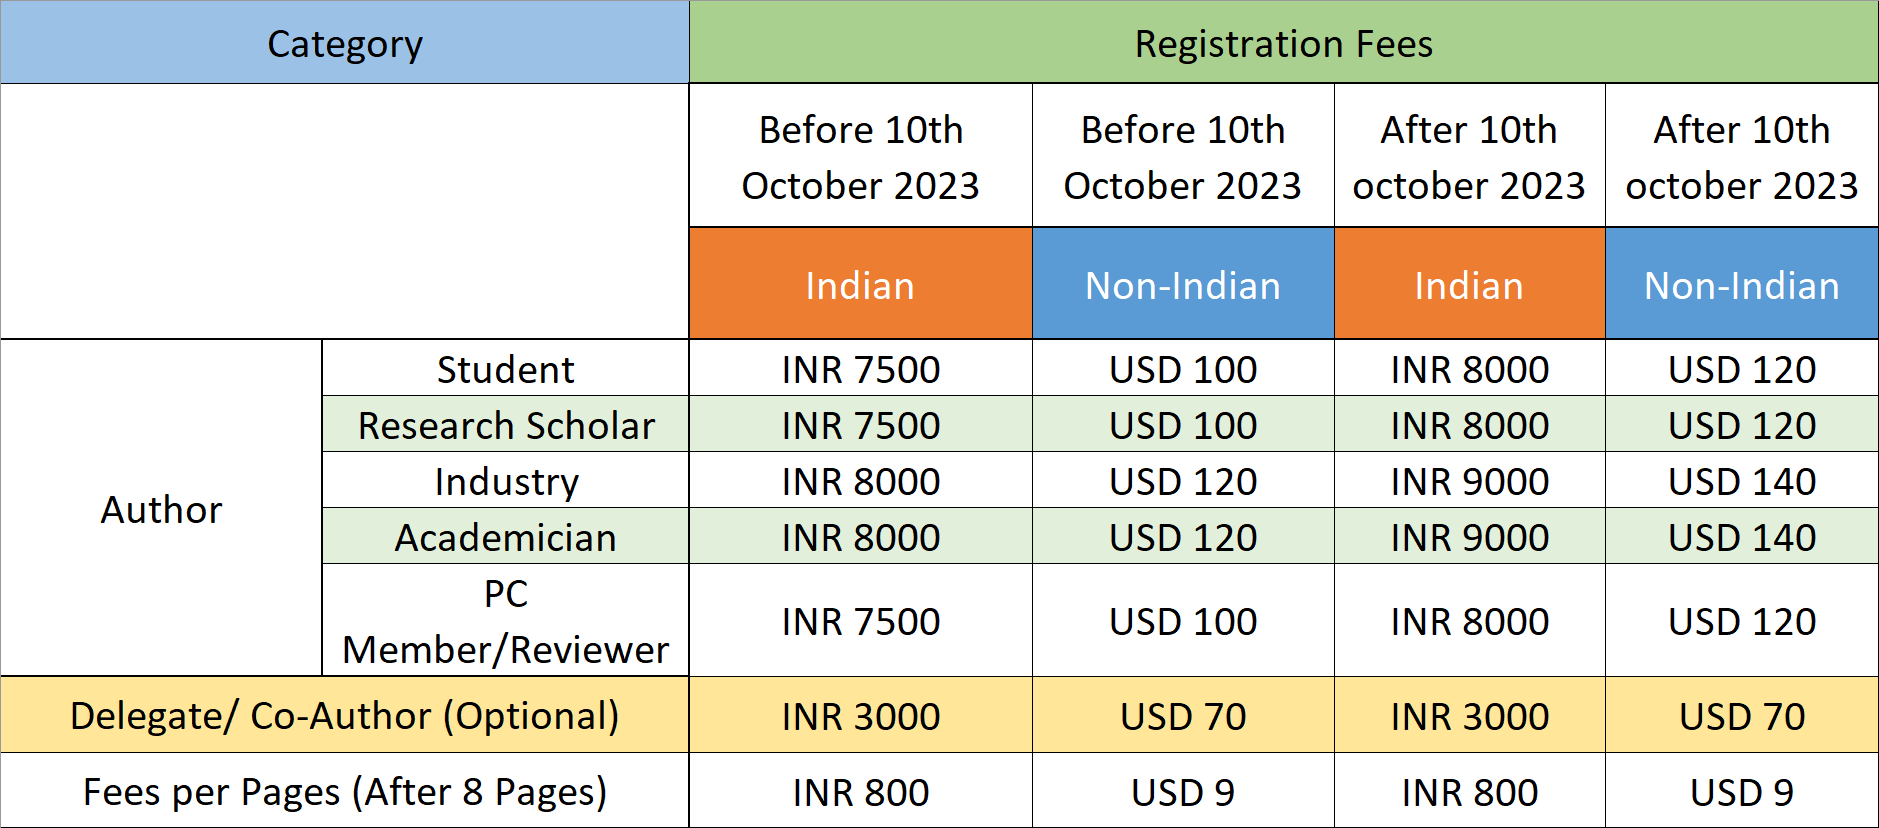 Category Registration Fees
Before 10th Before 10th After 10th After 10th
October 2023 October 2023 october 2023 october 2023
Indian Non-Indian Indian Non-Indian
Author
Student INR 7500 USD 100 INR 8000 USD 120
Research Scholar INR 7500 USD 100 INR 8000 USD 120
Industry INR 8000 USD 120 INR 9000 USD 140
Academician INR 8000 USD 120 INR 9000 USD 140
PC
Member/Reviewer INR 7500 USD 100 INR 8000 USD 120
Delegate/ Co-Author (Optional) INR 3000 USD 70 INR 3000 USD 70
Fees per Pages (After 8 Pages) INR 800 USD 9 INR 800 USD 9